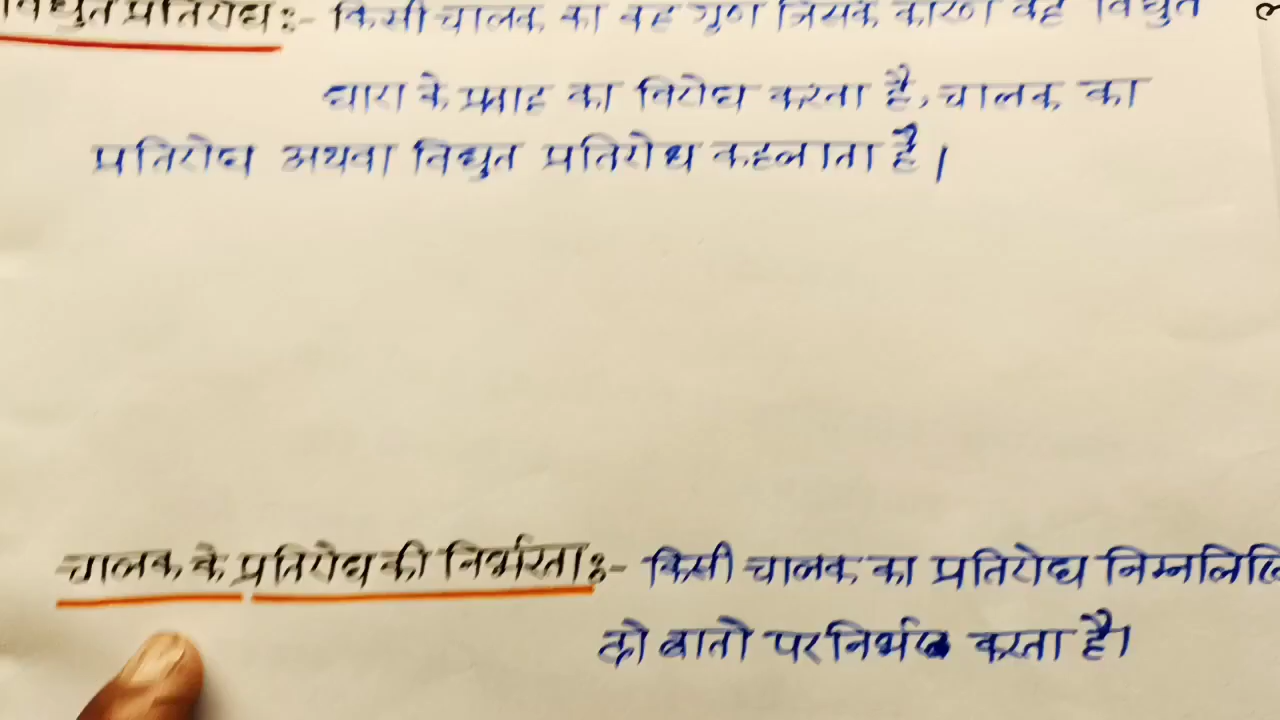 विधुत प्रतिरोध:- किसी चालक का वह गुण जिसके कारण वह विधुत
धारा के प्रवाह का विरोध करता है, चालक का
प्रतिरोध अथवा विधुत प्रतिरोध कहलाता है।
चालक के प्रतिरोध की निर्भरता:- किसी चालक का प्रतिरोध
दो बातो पर निर्भर करता है।